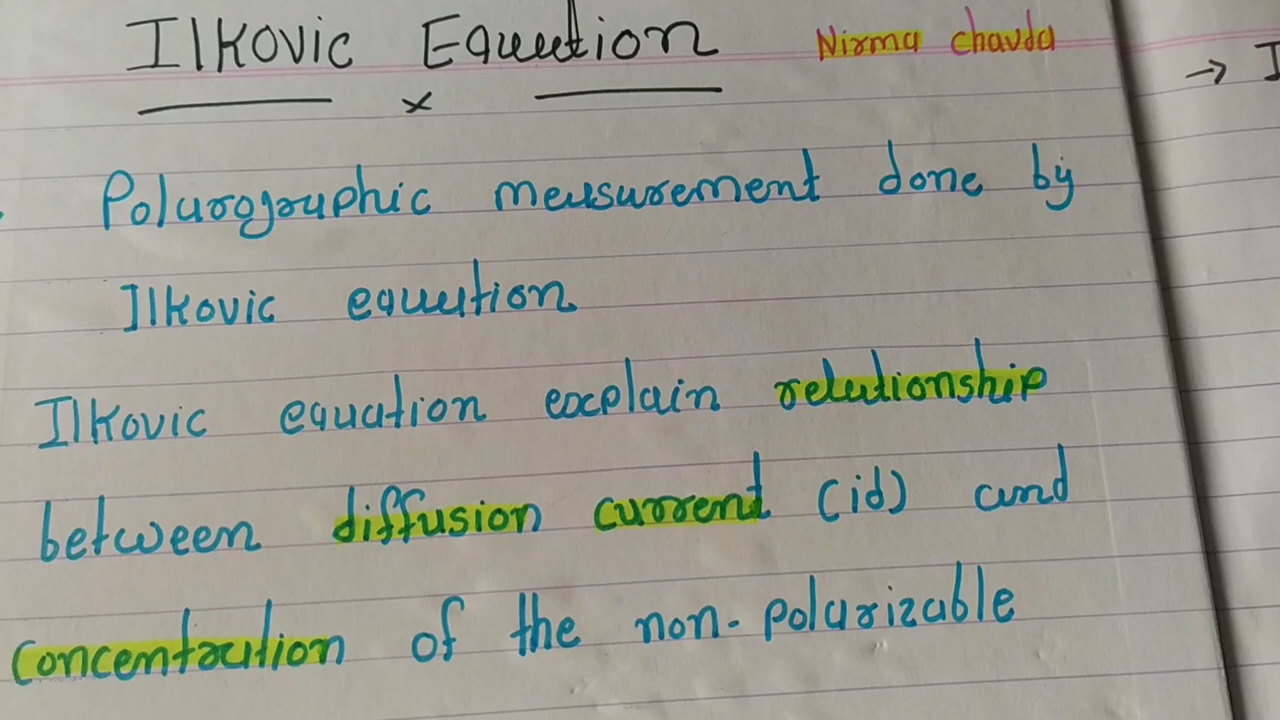 Ilkovic Equation
Nirma chavda
x
→ I
Polarographic measurement done by
Ilkovic equation
Ilkovic equation explain relationship
between diffusion current (id) and
concentration of the non-polarizable